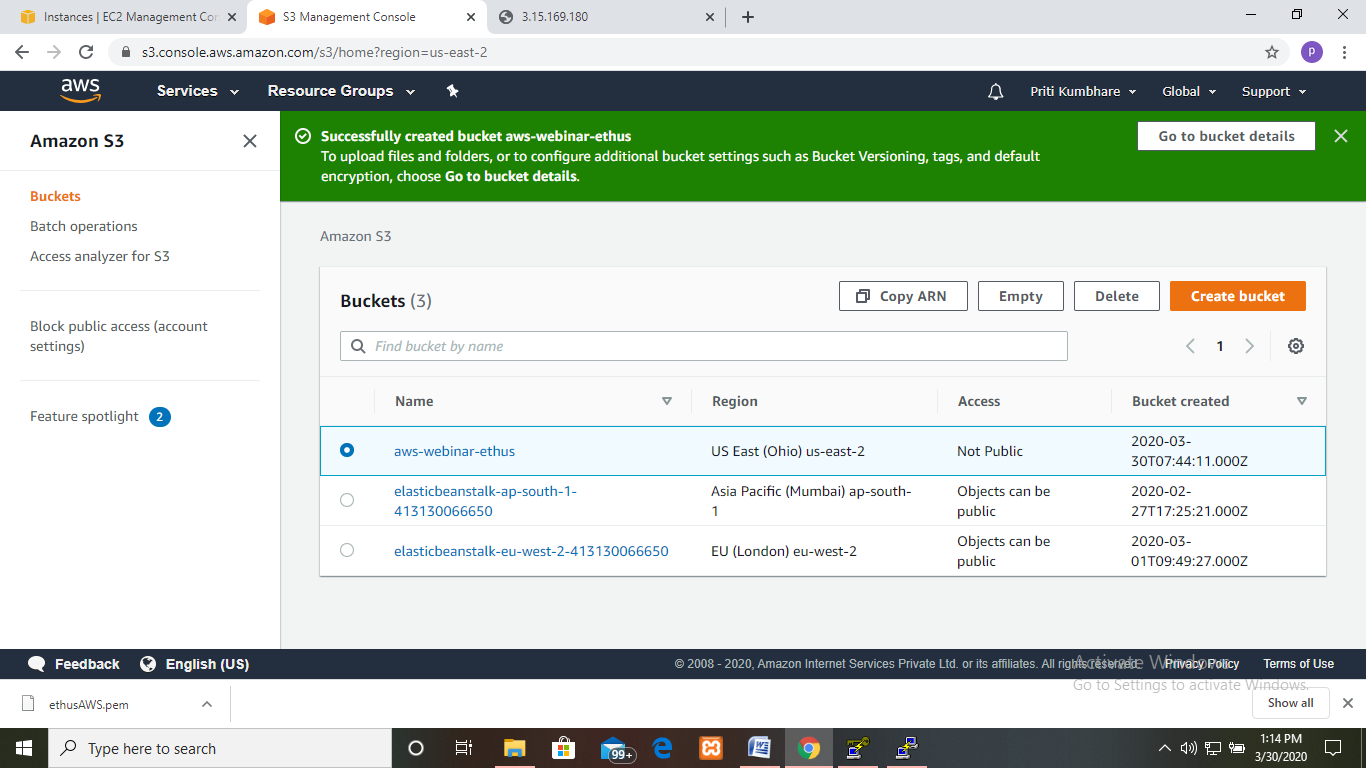 Instances | EC2 Management Con
S3 Management Console
3.15.169.180
s3.console.aws.amazon.com/s3/home?region=us-east-2
P
aws
Services
Resource Groups
Priti Kumbhare
Global
Support
Amazon S3
Buckets
Batch operations
Access analyzer for S3
Block public access (account
settings)
Feature spotlight 2
Successfully created bucket aws-webinar-ethus
To upload files and folders, or to configure additional bucket settings such as Bucket Versioning, tags, and default
encryption, choose Go to bucket details.
Go to bucket details
Amazon S3
Buckets (3)
Copy ARN
Empty
Delete
Create bucket
Find bucket by name
1
Name
Region
Access
Bucket created
aws-webinar-ethus
US East (Ohio) us-east-2
Not Public
2020-03-
30T07:44:11.000Z
elasticbeanstalk-ap-south-1-
413130066650
Asia Pacific (Mumbai) ap-south-
1
Objects can be
public
2020-02-
27T17:25:21.000Z
elasticbeanstalk-eu-west-2-413130066650
EU (London) eu-west-2
Objects can be
public
2020-03-
01T09:49:27.000Z
Feedback
English (US)
© 2008 - 2020, Amazon Internet Services Private Ltd. or its affiliates. All rights reserved.
Privacy Policy
Terms of Use
Activate Windows
Go to Settings to activate Windows.
ethusAWS.pem
Show all
Type here to search
99+
W
1:14 PM
3/30/2020